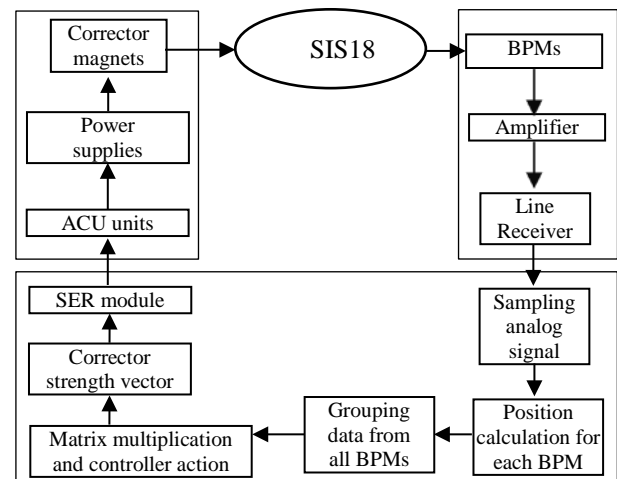 Corrector
magnets
SIS18
BPMs
Power
supplies
Amplifier
ACU units
Line
Receiver
SER module
Sampling
analog
signal
Corrector
strength vector
Grouping
data from
all BPMs
Position
calculation for
each BPM
Matrix multiplication
and controller action